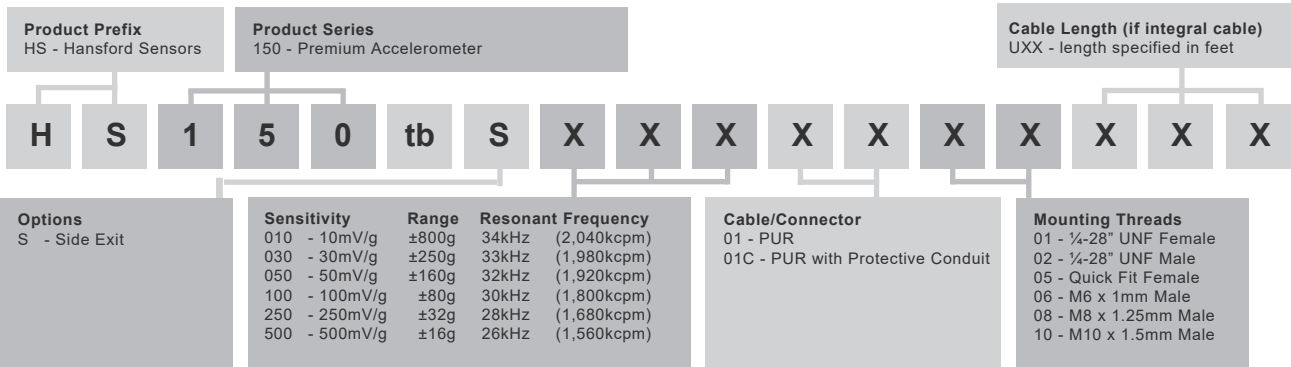 Product Prefix
HS - Hansford Sensors
Product Series
150 - Premium Accelerometer
Cable Length (if integral cable)
UXX - length specified in feet
H S 1 5 0 tb S X X X X X X X X X X
Options
S - Side Exit
Sensitivity Range Resonant Frequency
010 - 10mV/g ±800g 34kHz (2,040kcpm)
030 - 30mV/g ±250g 33kHz (1,980kcpm)
050 - 50mV/g ±160g 32kHz (1,920kcpm)
100 - 100mV/g ±80g 30kHz (1,800kcpm)
250 - 250mV/g ±32g 28kHz (1,680kcpm)
500 - 500mV/g ±16g 26kHz (1,560kcpm)
Cable/Connector
01 - PUR
01C - PUR with Protective Conduit
Mounting Threads
01 - ¼-28” UNF Female
02 - ¼-28” UNF Male
05 - Quick Fit Female
06 - M6 x 1mm Male
08 - M8 x 1.25mm Male
10 - M10 x 1.5mm Male